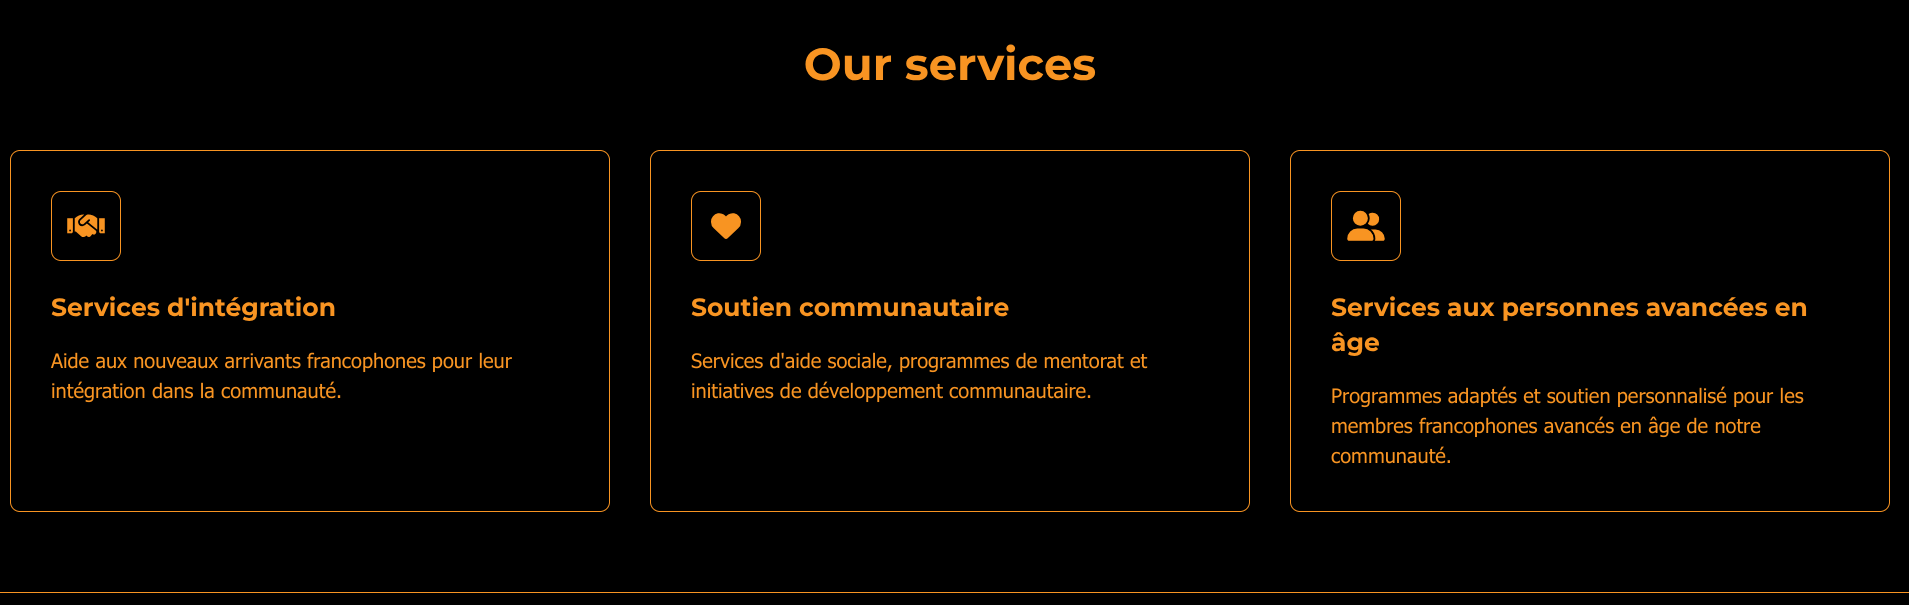 Our services
Services d'intégration
Aide aux nouveaux arrivants francophones pour leur
intégration dans la communauté.
Soutien communautaire
Services d'aide sociale, programmes de mentorat et
initiatives de développement communautaire.
Services aux personnes avancées en
âge
Programmes adaptés et soutien personnalisé pour les
membres francophones avancés en âge de notre
communauté.